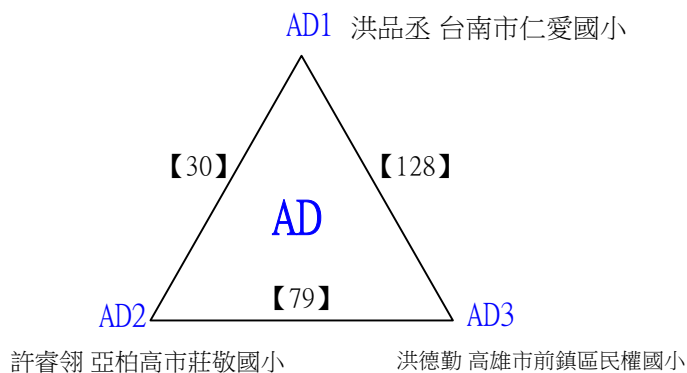 AD1 洪品丞 台南市仁愛國小
【30】 【128】
AD
【79】
AD2 AD3
許睿翎 亞柏高市莊敬國小 洪德勤 高雄市前鎮區民權國小